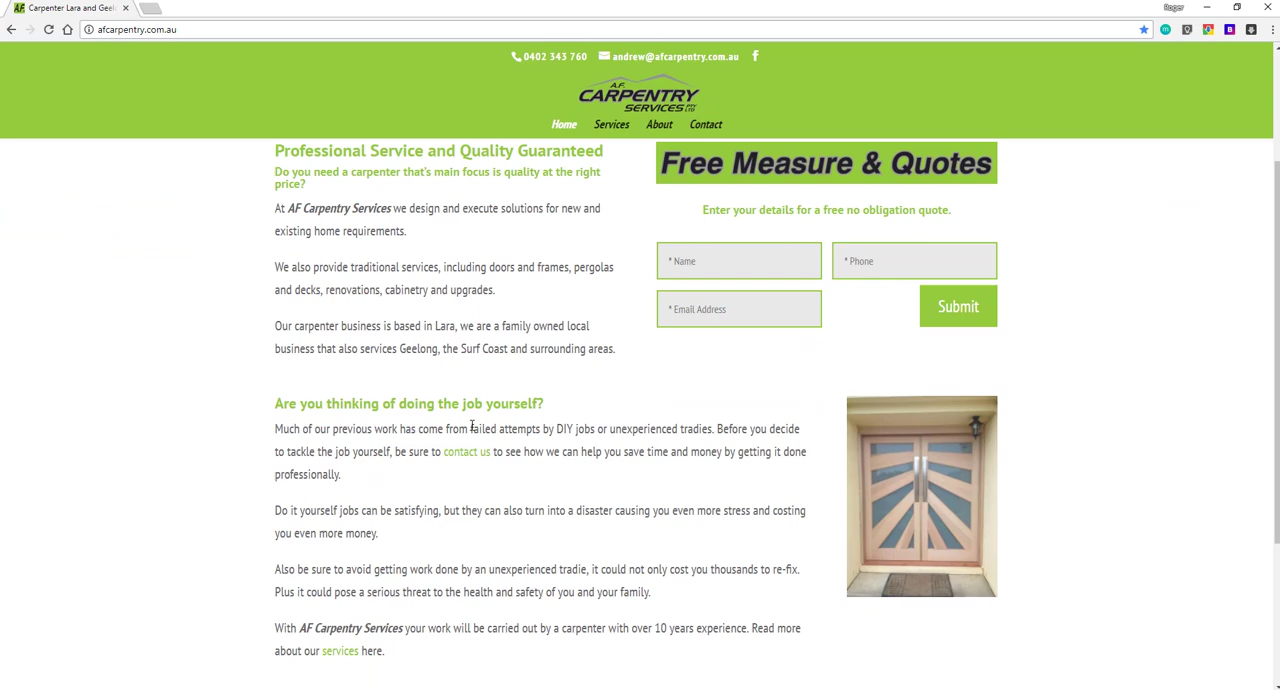 AF. Carpenter Lara and Geel
Roger
afcarpentry.com.au
0402 343 760 andrew@afcarpentry.com.au
A.F.
CARPENTRY
SERVICES PTY LTD
Home Services About Contact
Professional Service and Quality Guaranteed
Do you need a carpenter that's main focus is quality at the right
price?
At AF Carpentry Services we design and execute solutions for new and
existing home requirements.
We also provide traditional services, including doors and frames, pergolas
and decks, renovations, cabinetry and upgrades.
Our carpenter business is based in Lara, we are a family owned local
business that also services Geelong, the Surf Coast and surrounding areas.
Free Measure & Quotes
Enter your details for a free no obligation quote.
* Name * Phone
* Email Address Submit
Are you thinking of doing the job yourself?
Much of our previous work has come from failed attempts by DIY jobs or unexperienced tradies. Before you decide
to tackle the job yourself, be sure to contact us to see how we can help you save time and money by getting it done
professionally.
Do it yourself jobs can be satisfying, but they can also turn into a disaster causing you even more stress and costing
you even more money.
Also be sure to avoid getting work done by an unexperienced tradie, it could not only cost you thousands to re-fix.
Plus it could pose a serious threat to the health and safety of you and your family.
With AF Carpentry Services your work will be carried out by a carpenter with over 10 years experience. Read more
about our services here.